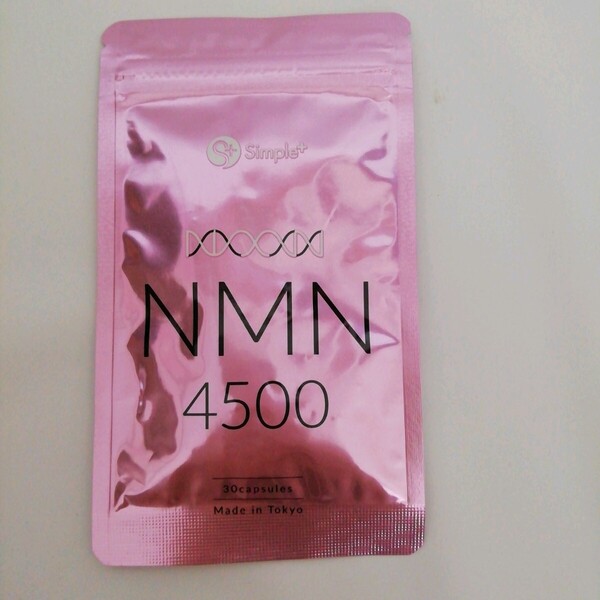 S+ Simple+
NMN
4500
30capsules
Made in Tokyo